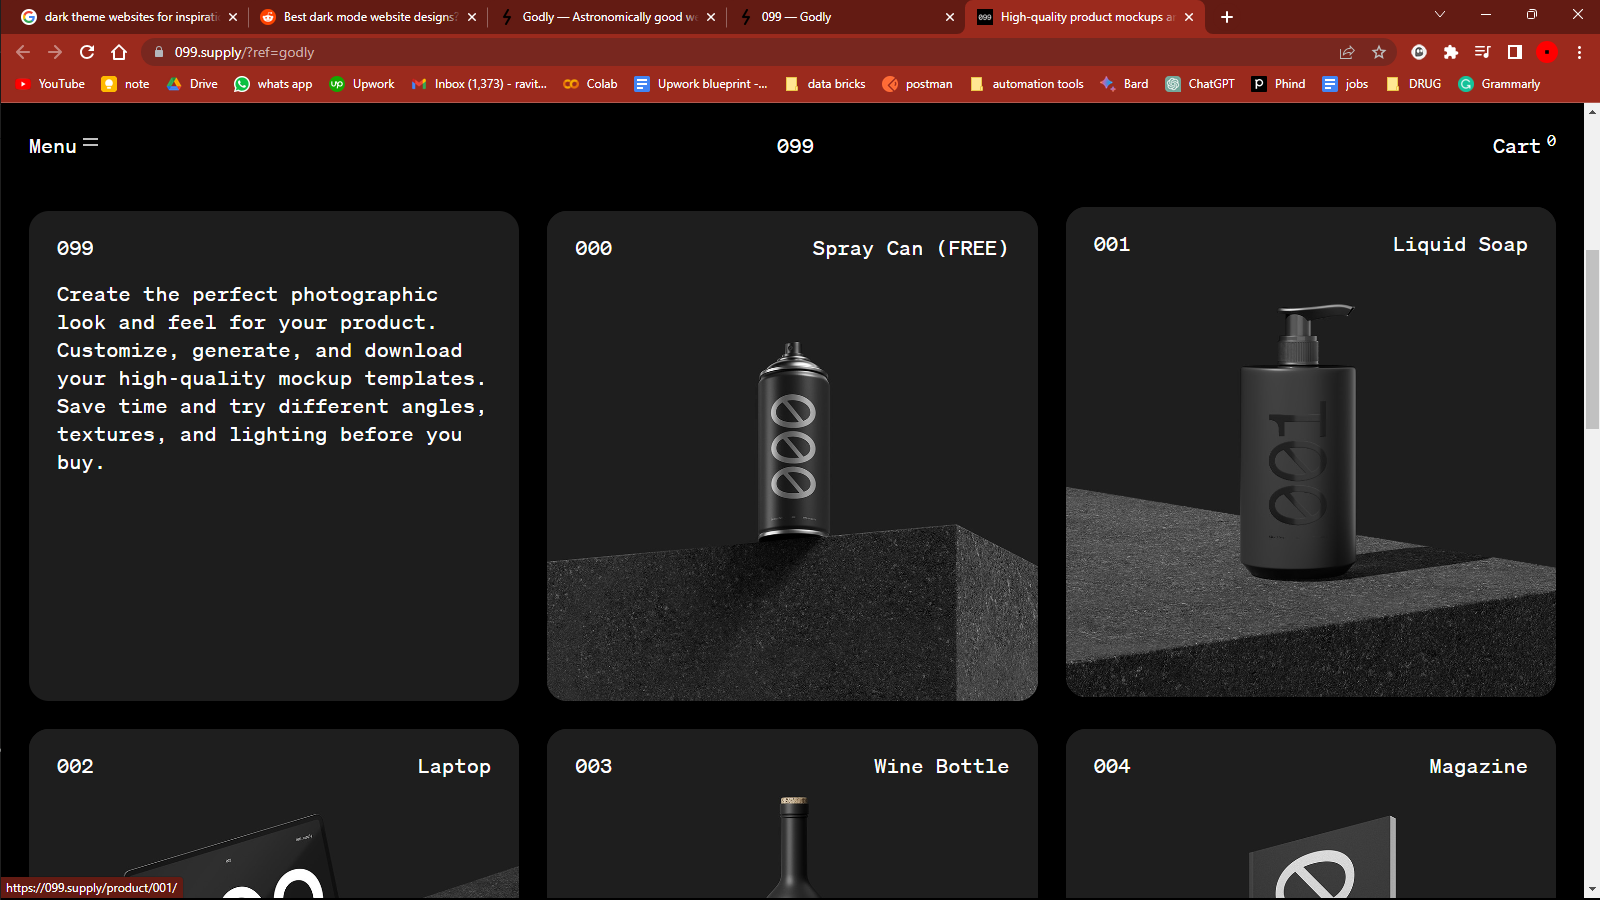 dark theme websites for inspirati
Best dark mode website designs?
Godly — Astronomically good we
099 — Godly
High-quality product mockups a
099.supply/?ref=godly
YouTube
note
Drive
whats app
Upwork
Inbox (1,373) - ravit...
Colab
Upwork blueprint -...
data bricks
postman
automation tools
Bard
ChatGPT
Phind
jobs
DRUG
Grammarly
Menu
099
Cart 0
099
Create the perfect photographic
look and feel for your product.
Customize, generate, and download
your high-quality mockup templates.
Save time and try different angles,
textures, and lighting before you
buy.
000
Spray Can (FREE)
000
001
Liquid Soap
001
002
Laptop
003
Wine Bottle
004
Magazine
https://099.supply/product/001/